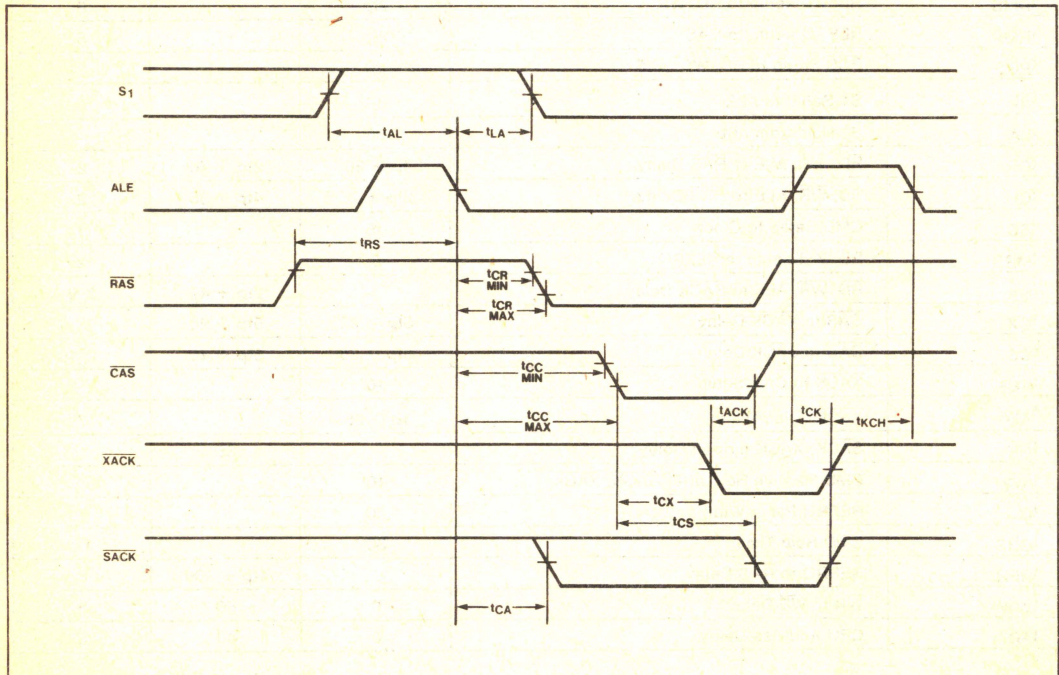 S1
tAL
tLA
ALE
tRS
RAS
tCR
MIN
tCR
MAX
CAS
tCC
MIN
tCC
MAX
tACK
tCK
tKCH
XACK
tCX
tCS
SACK
tCA